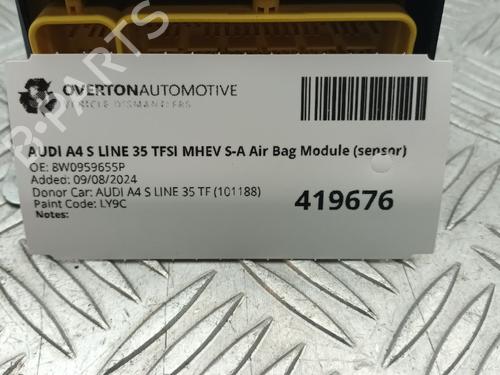 OVERTONAUTOMOTIVE
VEHICLE DISMANTLERS
AUDI A4 S LINE 35 TFSI MHEV S-A Air Bag Module (sensor)
OE: 8W0959655P
Added: 09/08/2024
Donor Car: AUDI A4 S LINE 35 TF (101188)
Paint Code: LY9C
Notes:
419676
B-PARTS